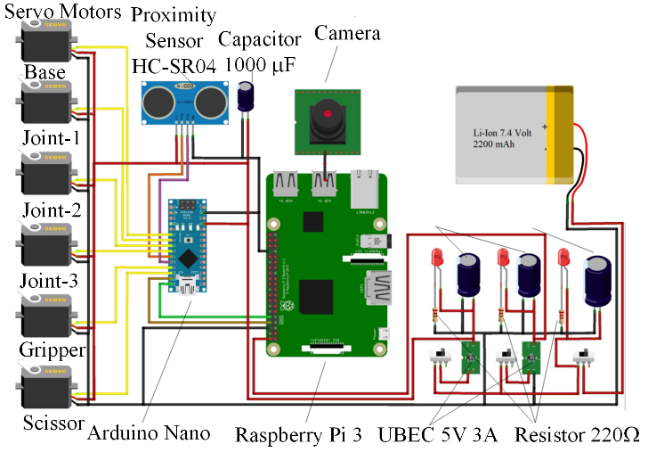 Servo Motors
Proximity
Sensor
HC-SR04
Capacitor
1000 µF
Camera
Base
Joint-1
Joint-2
Joint-3
Gripper
Scissor
Li-Ion 7.4 Volt
2200 mAh
+
-
Arduino Nano
Raspberry Pi 3
UBEC 5V 3A
Resistor 220Ω